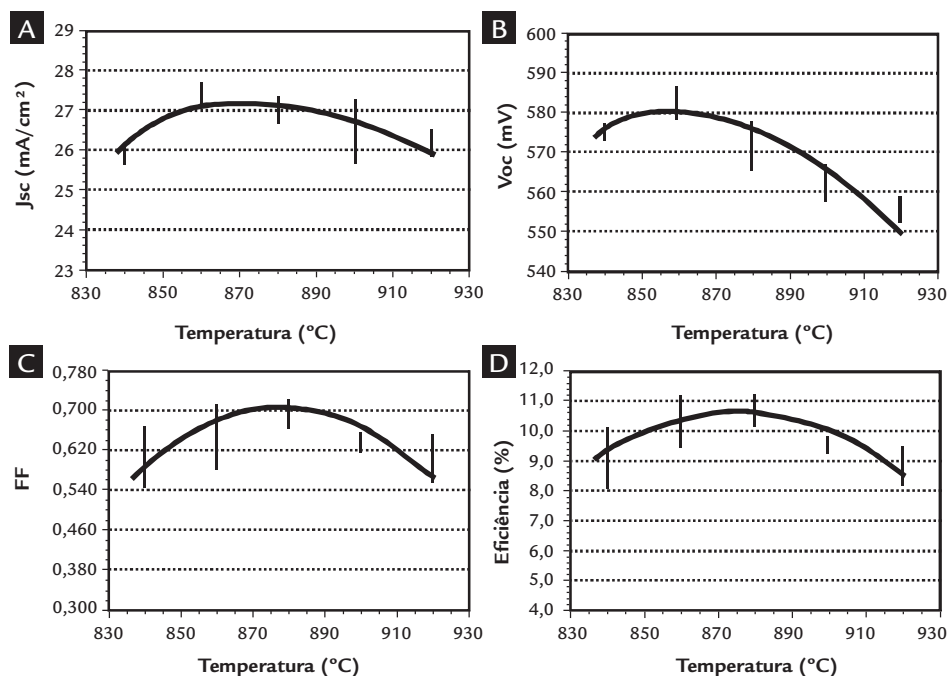 A
Jsc (mA/cm²)
29
28
27
26
25
24
23
830 850 870 890 910 930
Temperatura (°C)
B
Voc (mV)
600
590
580
570
560
550
540
830 850 870 890 910 930
Temperatura (°C)
C
FF
0,780
0,700
0,620
0,540
0,460
0,380
0,300
830 850 870 890 910 930
Temperatura (°C)
D
Eficiência (%)
12,0
11,0
10,0
9,0
8,0
7,0
6,0
5,0
4,0
830 850 870 890 910 930
Temperatura (°C)